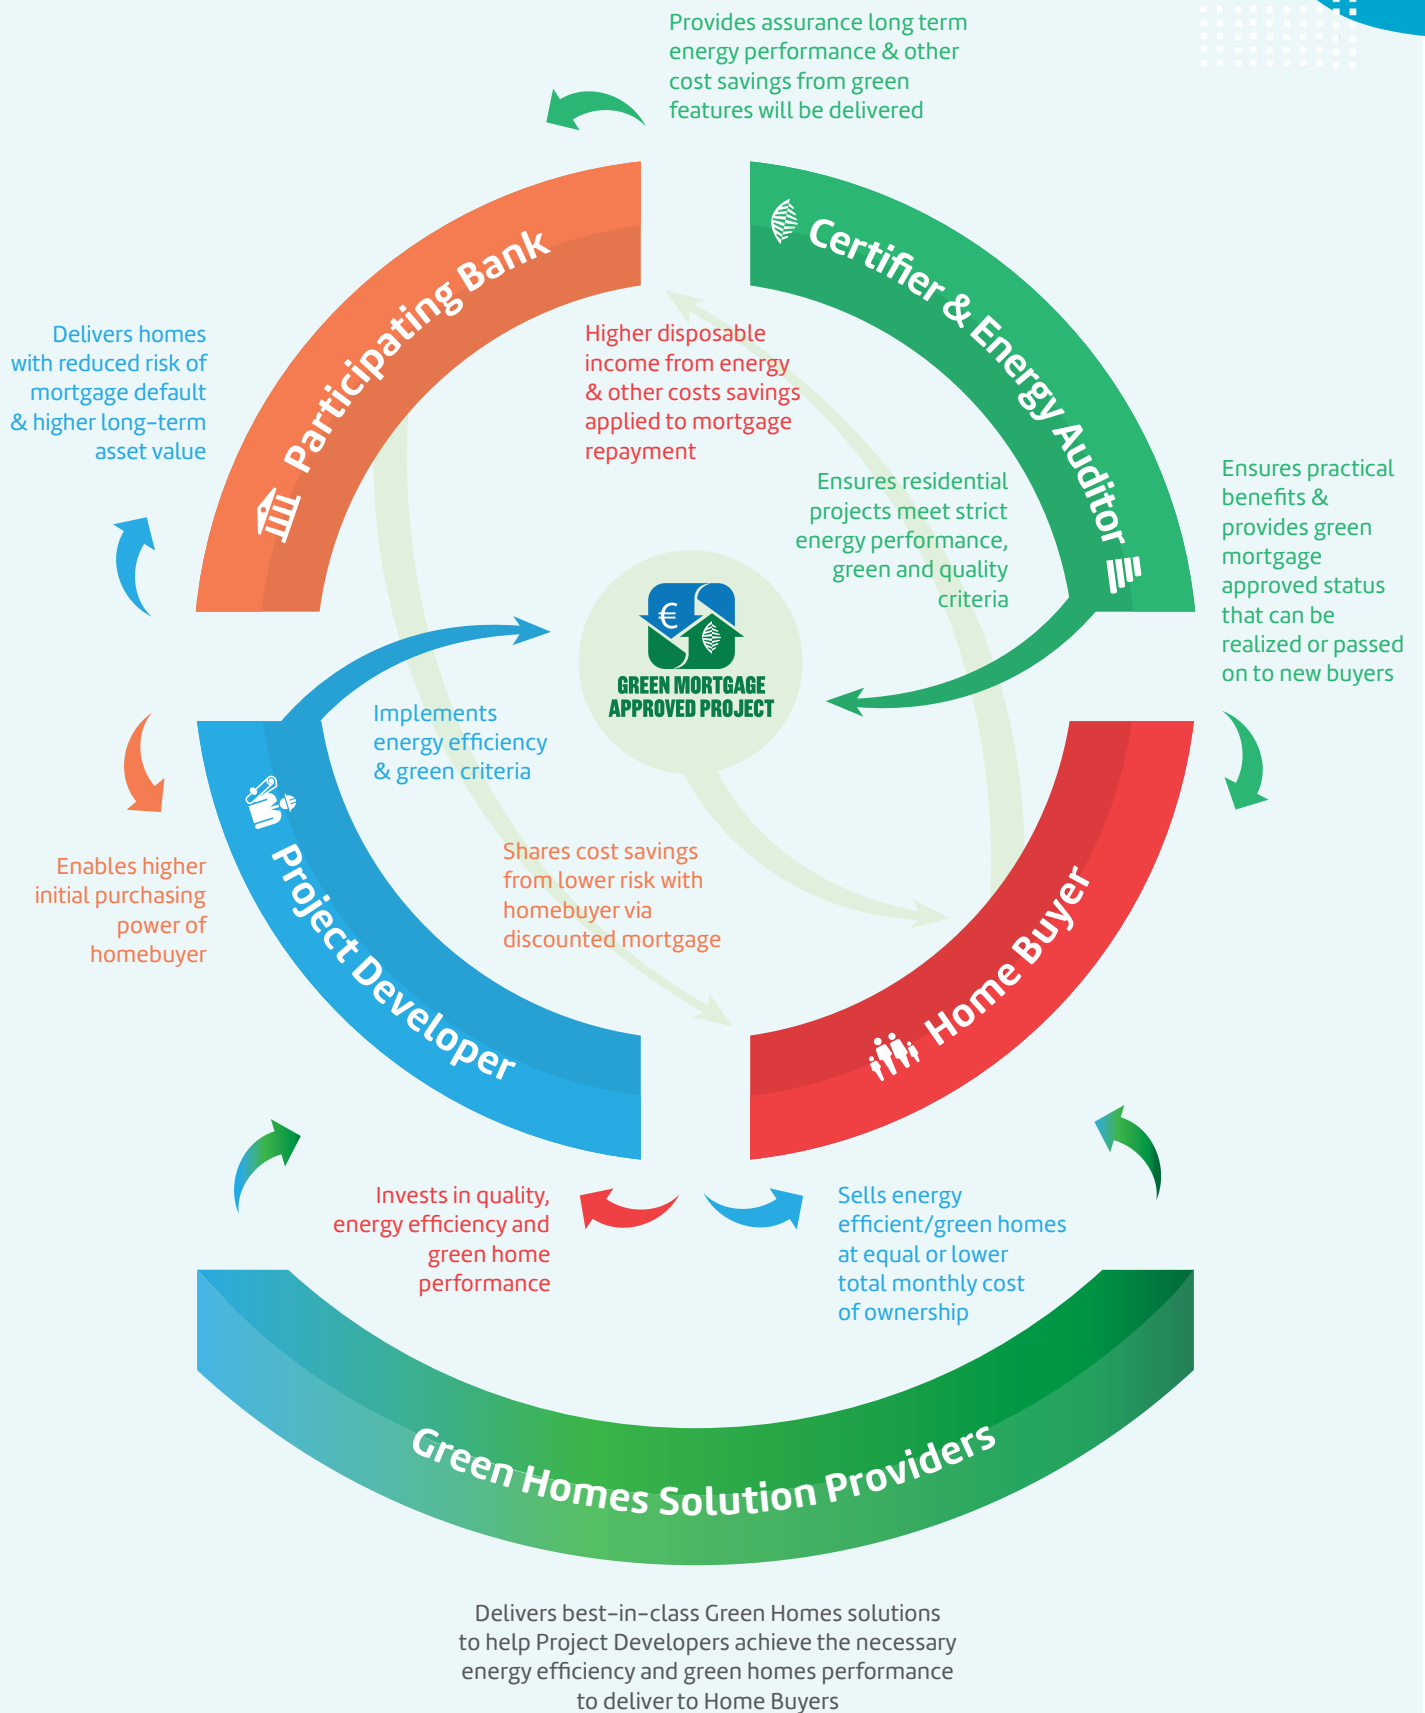 Provides assurance long term
energy performance & other
cost savings from green
features will be delivered
Participating Bank
Certifier & Energy Auditor
Delivers homes
with reduced risk of
mortgage default
& higher long-term
asset value
Higher disposable
income from energy
& other costs savings
applied to mortgage
repayment
Ensures residential
projects meet strict
energy performance,
green and quality
criteria
Ensures practical
benefits &
provides green
mortgage
approved status
that can be
realized or passed
on to new buyers
€
GREEN MORTGAGE
APPROVED PROJECT
Implements
energy efficiency
& green criteria
Enables higher
initial purchasing
power of
homebuyer
Shares cost savings
from lower risk with
homebuyer via
discounted mortgage
Project Developer
Home Buyer
Invests in quality,
energy efficiency and
green home
performance
Sells energy
efficient/green homes
at equal or lower
total monthly cost
of ownership
Green Homes Solution Providers
Delivers best-in-class Green Homes solutions
to help Project Developers achieve the necessary
energy efficiency and green homes performance
to deliver to Home Buyers